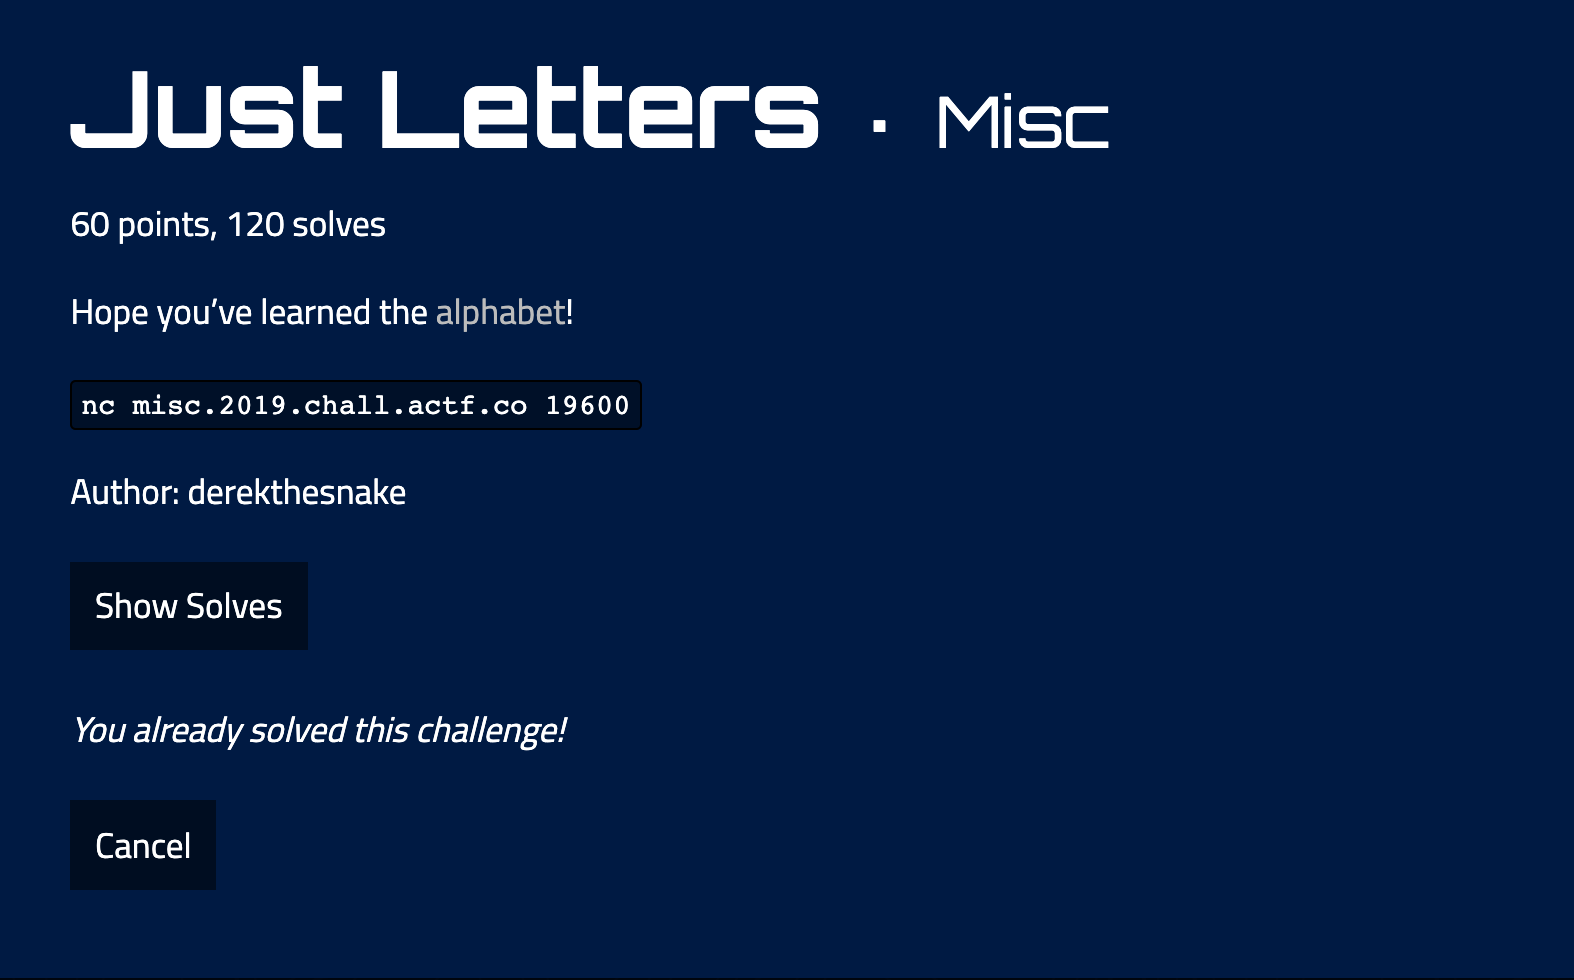 Just Letters · Misc
60 points, 120 solves
Hope you’ve learned the alphabet!
nc misc.2019.chall.actf.co 19600
Author: derekthesnake
Show Solves
You already solved this challenge!
Cancel